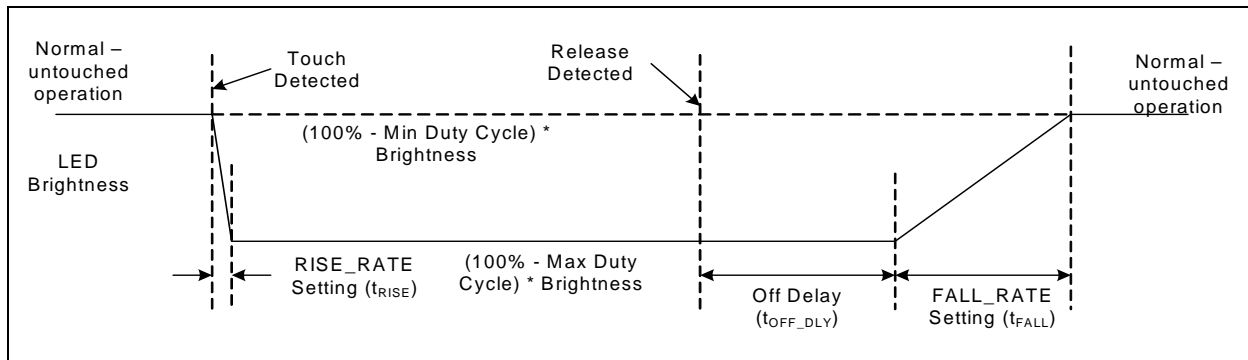 Normal –
untouched
operation
Touch
Detected
Release
Detected
Normal –
untouched
operation
(100% - Min Duty Cycle) *
Brightness
LED
Brightness
RISE_RATE
Setting (tRISE)
(100% - Max Duty
Cycle) * Brightness
Off Delay
(tOFF_DLY)
FALL_RATE
Setting (tFALL)